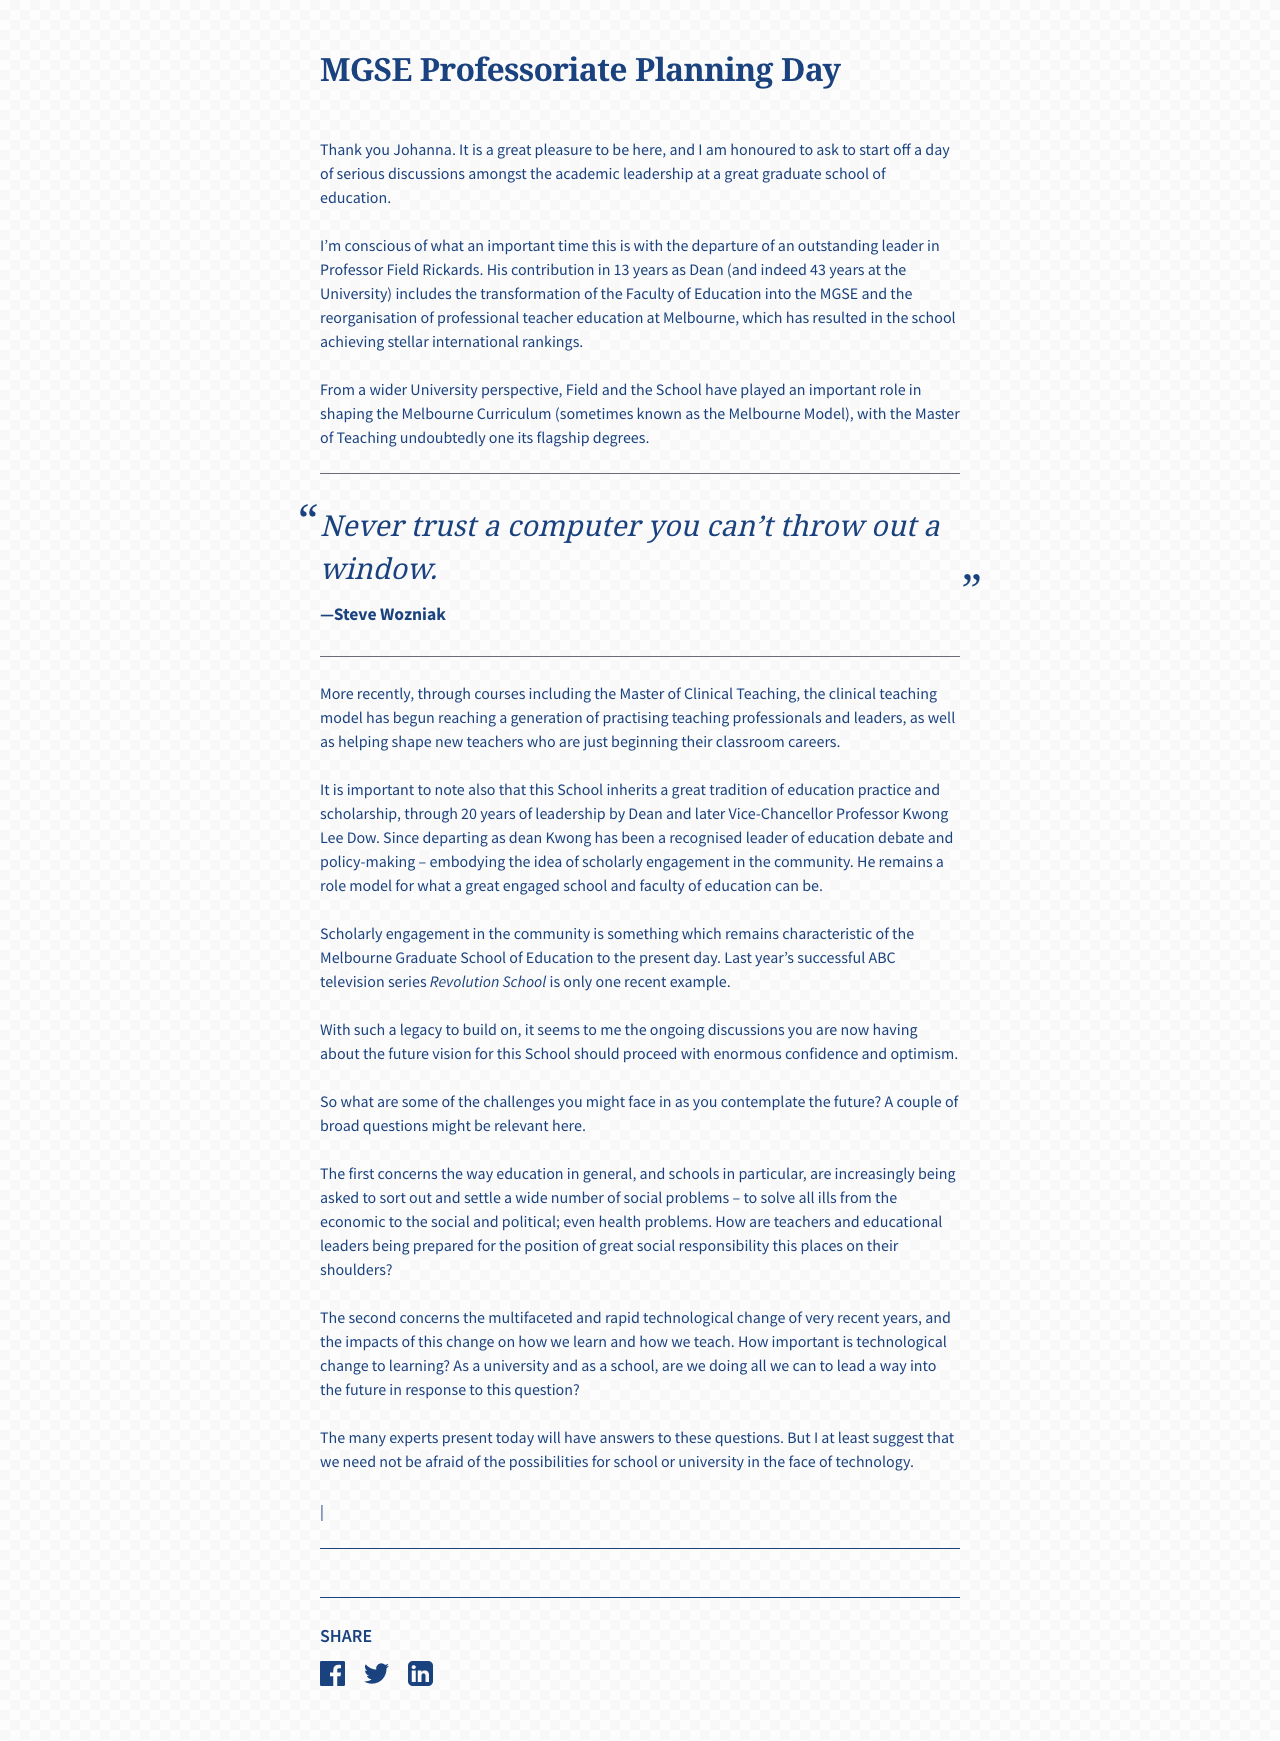 MGSE Professoriate Planning Day
Thank you Johanna. It is a great pleasure to be here, and I am honoured to ask to start off a day
of serious discussions amongst the academic leadership at a great graduate school of
education.
I’m conscious of what an important time this is with the departure of an outstanding leader in
Professor Field Rickards. His contribution in 13 years as Dean (and indeed 43 years at the
University) includes the transformation of the Faculty of Education into the MGSE and the
reorganisation of professional teacher education at Melbourne, which has resulted in the school
achieving stellar international rankings.
From a wider University perspective, Field and the School have played an important role in
shaping the Melbourne Curriculum (sometimes known as the Melbourne Model), with the Master
of Teaching undoubtedly one its flagship degrees.
“Never trust a computer you can’t throw out a
window.”
—Steve Wozniak
More recently, through courses including the Master of Clinical Teaching, the clinical teaching
model has begun reaching a generation of practising teaching professionals and leaders, as well
as helping shape new teachers who are just beginning their classroom careers.
It is important to note also that this School inherits a great tradition of education practice and
scholarship, through 20 years of leadership by Dean and later Vice-Chancellor Professor Kwong
Lee Dow. Since departing as dean Kwong has been a recognised leader of education debate and
policy-making – embodying the idea of scholarly engagement in the community. He remains a
role model for what a great engaged school and faculty of education can be.
Scholarly engagement in the community is something which remains characteristic of the
Melbourne Graduate School of Education to the present day. Last year’s successful ABC
television series Revolution School is only one recent example.
With such a legacy to build on, it seems to me the ongoing discussions you are now having
about the future vision for this School should proceed with enormous confidence and optimism.
So what are some of the challenges you might face in as you contemplate the future? A couple of
broad questions might be relevant here.
The first concerns the way education in general, and schools in particular, are increasingly being
asked to sort out and settle a wide number of social problems – to solve all ills from the
economic to the social and political; even health problems. How are teachers and educational
leaders being prepared for the position of great social responsibility this places on their
shoulders?
The second concerns the multifaceted and rapid technological change of very recent years, and
the impacts of this change on how we learn and how we teach. How important is technological
change to learning? As a university and as a school, are we doing all we can to lead a way into
the future in response to this question?
The many experts present today will have answers to these questions. But I at least suggest that
we need not be afraid of the possibilities for school or university in the face of technology.
|
SHARE